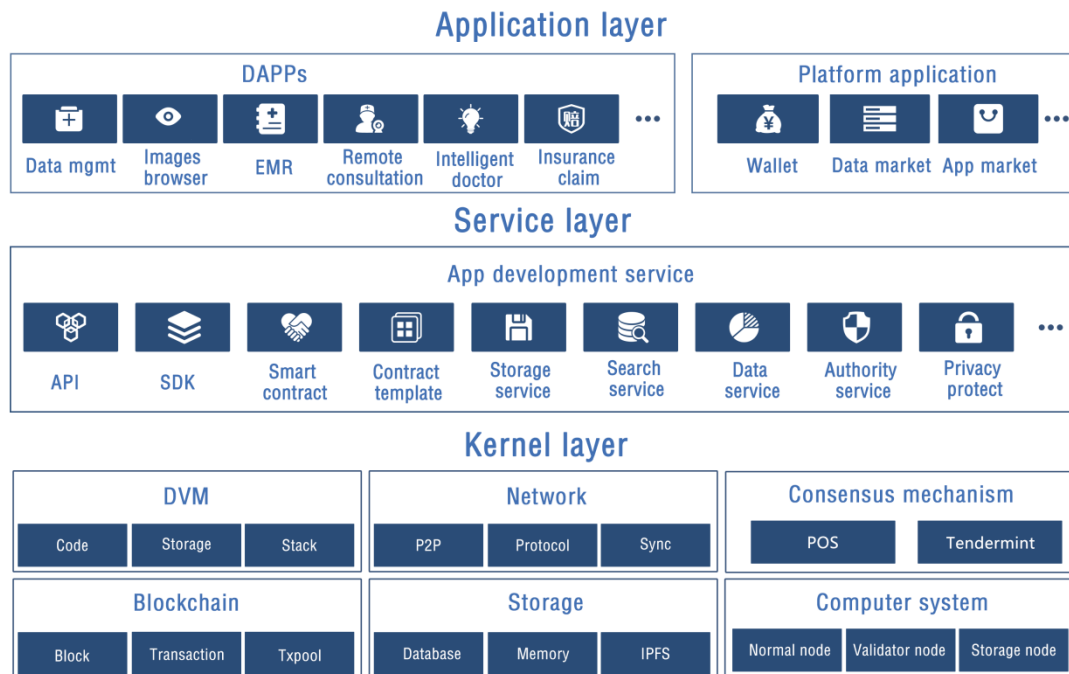 Application layer
DAPPs
Platform application
赔
¥
Data mgmt
Images
browser
EMR
Remote
consultation
Intelligent
doctor
Insurance
claim
Wallet
Data market
App market
Service layer
App development service
API
SDK
Smart
contract
Contract
template
Storage
service
Search
service
Data
service
Authority
service
Privacy
protect
Kernel layer
DVM
Code
Storage
Stack
Network
P2P
Protocol
Sync
Consensus mechanism
POS
Tendermint
Blockchain
Block
Transaction
Txpool
Storage
Database
Memory
IPFS
Computer system
Normal node
Validator node
Storage node